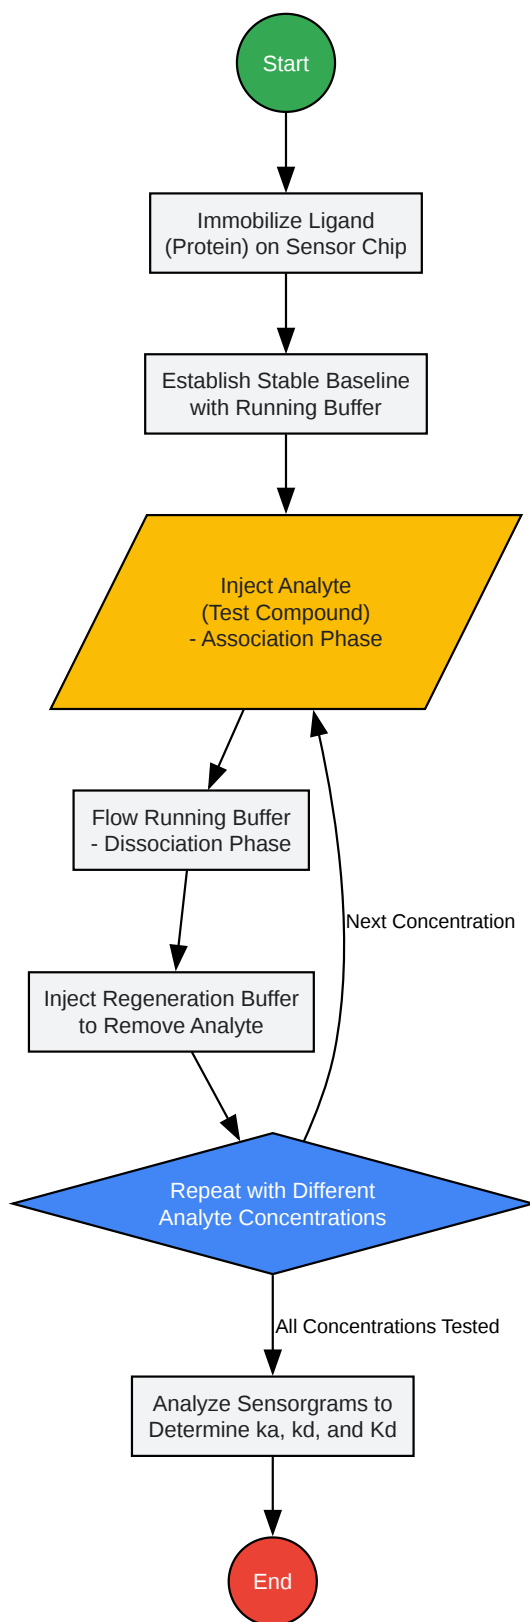 Start
Immobilize Ligand
(Protein) on Sensor Chip
Establish Stable Baseline
with Running Buffer
Inject Analyte
(Test Compound)
- Association Phase
Flow Running Buffer
- Dissociation Phase
Next Concentration
Inject Regeneration Buffer
to Remove Analyte
Repeat with Different
Analyte Concentrations
All Concentrations Tested
Analyze Sensorgrams to
Determine ka, kd, and Kd
End